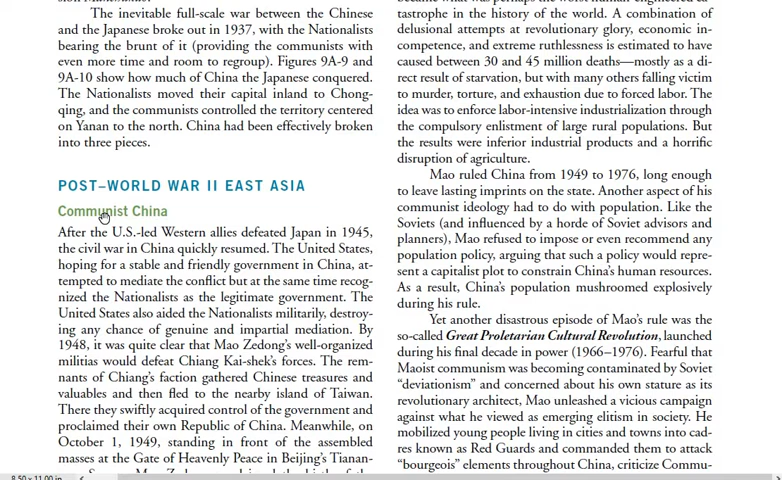 The inevitable full-scale war between the Chinese
and the Japanese broke out in 1937, with the Nationalists
bearing the brunt of it (providing the communists with
even more time and room to regroup). Figures 9A-9 and
9A-10 show how much of China the Japanese conquered.
The Nationalists moved their capital inland to Chong-
qing, and the communists controlled the territory centered
on Yanan to the north. China had been effectively broken
into three pieces.
POST–WORLD WAR II EAST ASIA
Communist China
After the U.S.-led Western allies defeated Japan in 1945,
the civil war in China quickly resumed. The United States,
hoping for a stable and friendly government in China, at-
tempted to mediate the conflict but at the same time recog-
nized the Nationalists as the legitimate government. The
United States also aided the Nationalists militarily, destroy-
ing any chance of genuine and impartial mediation. By
1948, it was quite clear that Mao Zedong's well-organized
militias would defeat Chiang Kai-shek's forces. The rem-
nants of Chiang's faction gathered Chinese treasures and
valuables and then fled to the nearby island of Taiwan.
There they swiftly acquired control of the government and
proclaimed their own Republic of China. Meanwhile, on
October 1, 1949, standing in front of the assembled
masses at the Gate of Heavenly Peace in Beijing's Tianan-
tastrophe in the history of the world. A combination of
delusional attempts at revolutionary glory, economic in-
competence, and extreme ruthlessness is estimated to have
caused between 30 and 45 million deaths—mostly as a di-
rect result of starvation, but with many others falling victim
to murder, torture, and exhaustion due to forced labor. The
idea was to enforce labor-intensive industrialization through
the compulsory enlistment of large rural populations. But
the results were inferior industrial products and a horrific
disruption of agriculture.
Mao ruled China from 1949 to 1976, long enough
to leave lasting imprints on the state. Another aspect of his
communist ideology had to do with population. Like the
Soviets (and influenced by a horde of Soviet advisors and
planners), Mao refused to impose or even recommend any
population policy, arguing that such a policy would repre-
sent a capitalist plot to constrain China's human resources.
As a result, China's population mushroomed explosively
during his rule.
Yet another disastrous episode of Mao's rule was the
so-called Great Proletarian Cultural Revolution, launched
during his final decade in power (1966–1976). Fearful that
Maoist communism was becoming contaminated by Soviet
"deviationism" and concerned about his own stature as its
revolutionary architect, Mao unleashed a vicious campaign
against what he viewed as emerging elitism in society. He
mobilized young people living in cities and towns into cad-
res known as Red Guards and commanded them to attack
"bourgeois" elements throughout China, criticize Commu-
8.50 x 11.00 in